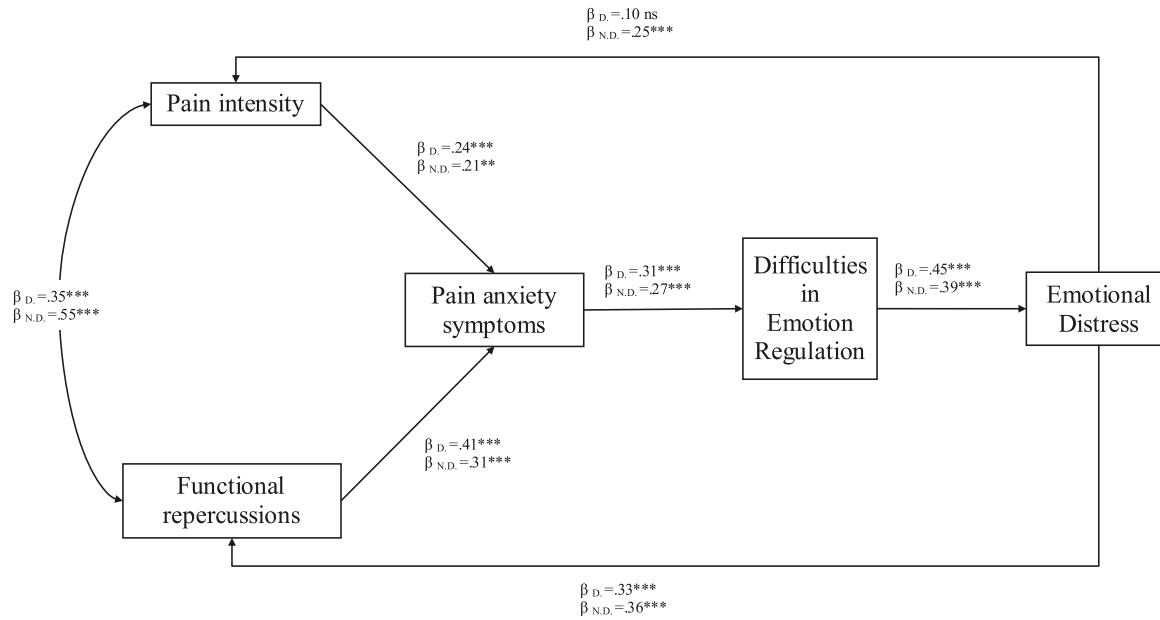 β D. =.10 ns
β N.D. =.25***
Pain intensity
β D. =.24***
β N.D. =.21**
β D. =.35***
β N.D. =.55***
Pain anxiety
symptoms
β D. =.31***
β N.D. =.27***
Difficulties
in
Emotion
Regulation
β D. =.45***
β N.D. =.39***
Emotional
Distress
β D. =.41***
β N.D. =.31***
Functional
repercussions
β D. =.33***
β N.D. =.36***